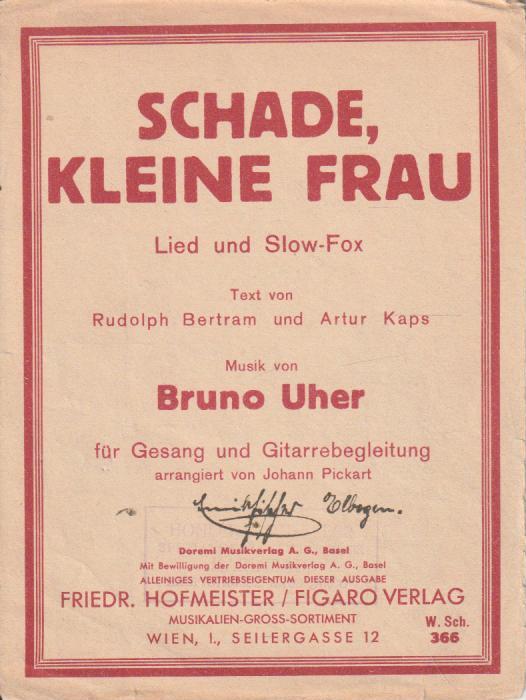 SCHADE,
KLEINE FRAU
Lied und Slow-Fox
Text von
Rudolph Bertram und Artur Kaps
Musik von
Bruno Uher
für Gesang und Gitarrebegleitung
arrangiert von Johann Pickart
Elbogen.
Doremi Musikverlag A. G., Basel
Mit Bewilligung der Doremi Musikverlag A. G., Basel
ALLEINIGES VERTRIEBSEIGENTUM DIESER AUSGABE
FRIEDR. HOFMEISTER / FIGARO VERLAG
MUSIKALIEN-GROSS-SORTIMENT
WIEN, I., SEILERGASSE 12
W. Sch.
366